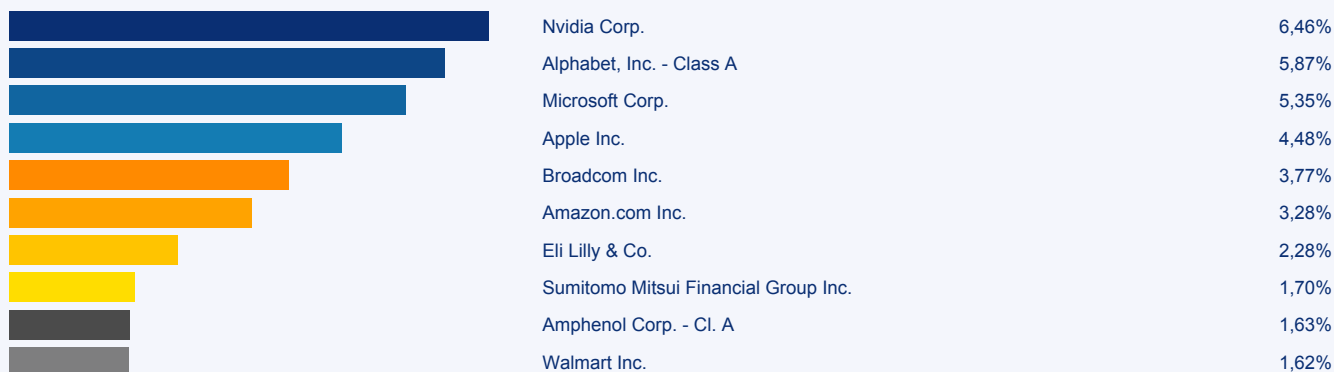 Nvidia Corp. 6,46%
Alphabet, Inc. - Class A 5,87%
Microsoft Corp. 5,35%
Apple Inc. 4,48%
Broadcom Inc. 3,77%
Amazon.com Inc. 3,28%
Eli Lilly & Co. 2,28%
Sumitomo Mitsui Financial Group Inc. 1,70%
Amphenol Corp. - Cl. A 1,63%
Walmart Inc. 1,62%